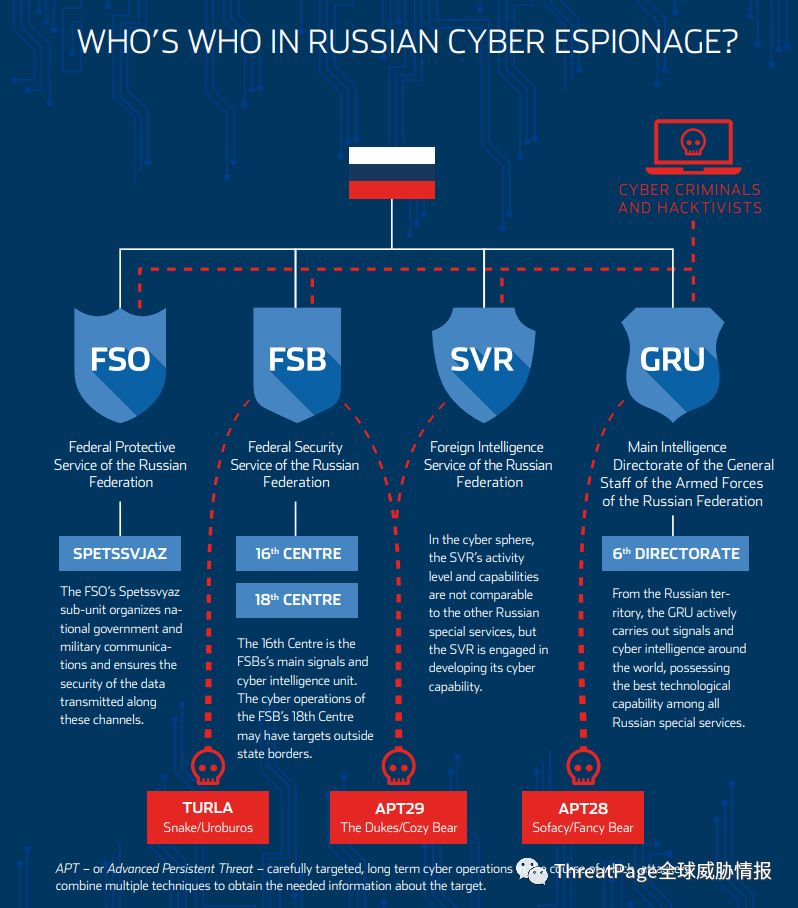 WHO'S WHO IN RUSSIAN CYBER ESPIONAGE?
CYBER CRIMINALS
AND HACKTIVISTS
FSO
Federal Protective
Service of the Russian
Federation
SPETSSVJAZ
The FSO's Spetssvyaz
sub-unit organizes na-
tional government and
military communica-
tions and ensures the
security of the data
transmitted along
these channels.
FSB
Federal Security
Service of the Russian
Federation
16th CENTRE
18th CENTRE
The 16th Centre is the
FSBs's main signals and
cyber intelligence unit.
The cyber operations of
the FSB's 18th Centre
may have targets outside
state borders.
SVR
Foreign Intelligence
Service of the Russian
Federation
In the cyber sphere,
the SVR's activity
level and capabilities
are not comparable
to the other Russian
special services, but
the SVR is engaged in
developing its cyber
capability.
GRU
Main Intelligence
Directorate of the General
Staff of the Armed Forces
of the Russian Federation
6th DIRECTORATE
From the Russian ter-
ritory, the GRU actively
carries out signals and
cyber intelligence around
the world, possessing
the best technological
capability among all
Russian special services.
TURLA
Snake/Uroburos
APT29
The Dukes/Cozy Bear
APT28
Sofacy/Fancy Bear
APT – or Advanced Persistent Threat – carefully targeted, long term cyber operations course of which
combine multiple techniques to obtain the needed information about the target.
ThreatPage全球威胁情报